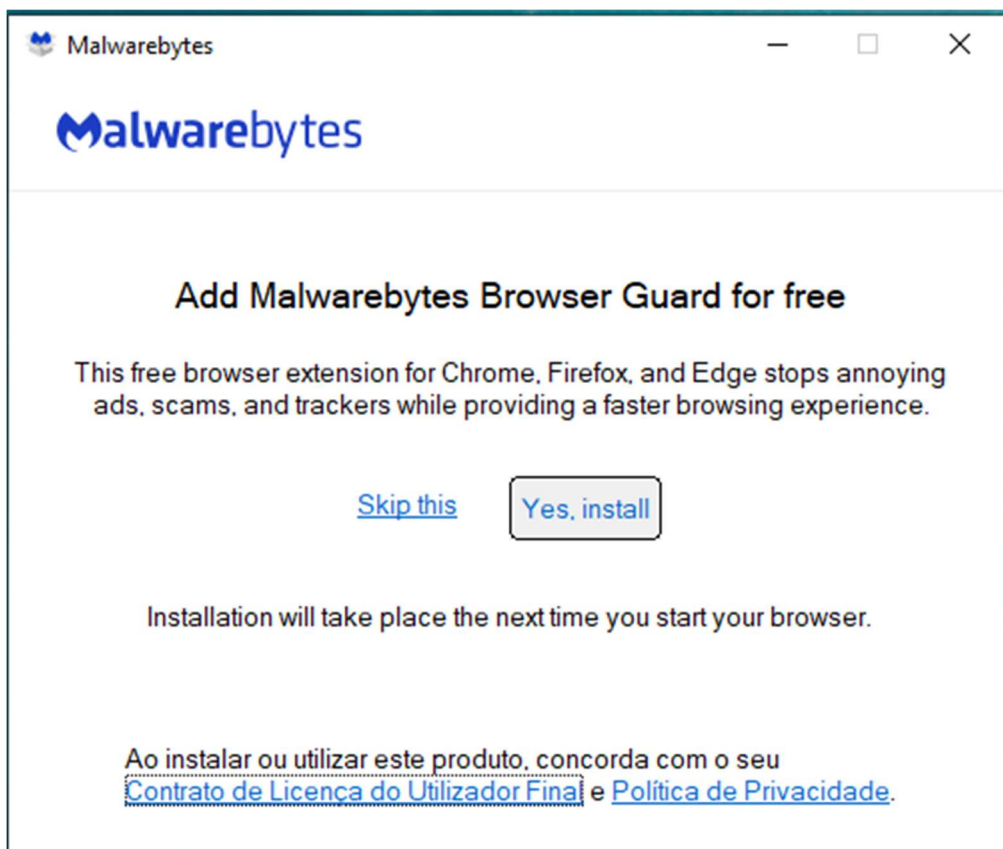 Malwarebytes
Malwarebytes
Add Malwarebytes Browser Guard for free
This free browser extension for Chrome, Firefox, and Edge stops annoying
ads, scams, and trackers while providing a faster browsing experience.
Skip this Yes, install
Installation will take place the next time you start your browser.
Ao instalar ou utilizar este produto, concorda com o seu
Contrato de Licença do Utilizador Final e Política de Privacidade.